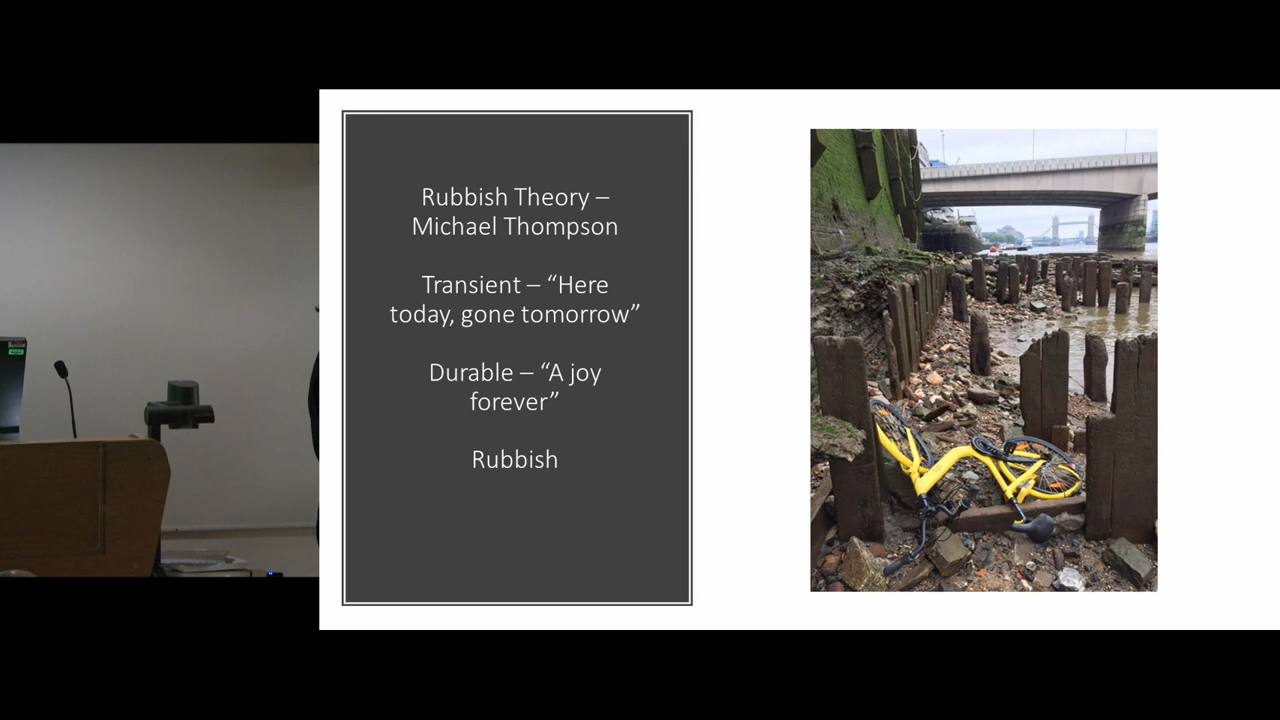 Rubbish Theory –
Michael Thompson
Transient – “Here
today, gone tomorrow”
Durable – “A joy
forever”
Rubbish